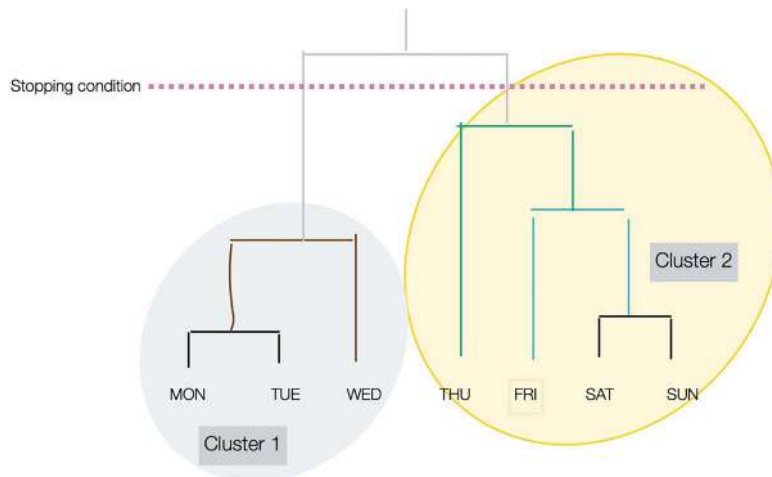 Stopping condition
Cluster 2
MON TUE WED THU FRI SAT SUN
Cluster 1